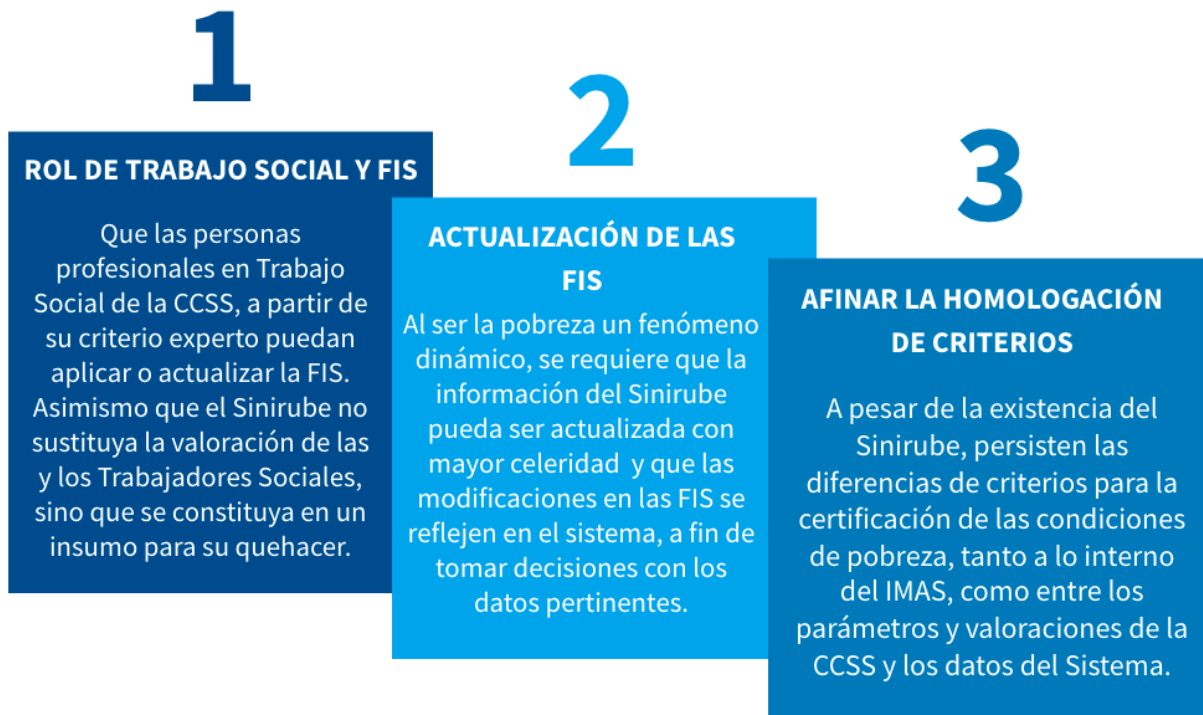 1
ROL DE TRABAJO SOCIAL Y FIS
Que las personas
profesionales en Trabajo
Social de la CCSS, a partir de
su criterio experto puedan
aplicar o actualizar la FIS.
Asimismo que el Sinirube no
sustituya la valoración de las
y los Trabajadores Sociales,
sino que se constituya en un
insumo para su quehacer.
2
ACTUALIZACIÓN DE LAS
FIS
Al ser la pobreza un fenómeno
dinámico, se requiere que la
información del Sinirube
pueda ser actualizada con
mayor celeridad y que las
modificaciones en las FIS se
reflejen en el sistema, a fin de
tomar decisiones con los
datos pertinentes.
3
AFINAR LA HOMOLOGACIÓN
DE CRITERIOS
A pesar de la existencia del
Sinirube, persisten las
diferencias de criterios para la
certificación de las condiciones
de pobreza, tanto a lo interno
del IMAS, como entre los
parámetros y valoraciones de la
CCSS y los datos del Sistema.